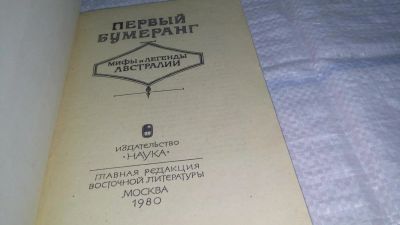 ПЕРВЫЙ
БУМЕРАНГ
МИФЫ И ЛЕГЕНДЫ
АВСТРАЛИИ
ИЗДАТЕЛЬСТВО
«НАУКА»
ГЛАВНАЯ РЕДАКЦИЯ
ВОСТОЧНОЙ ЛИТЕРАТУРЫ
МОСКВА
1980